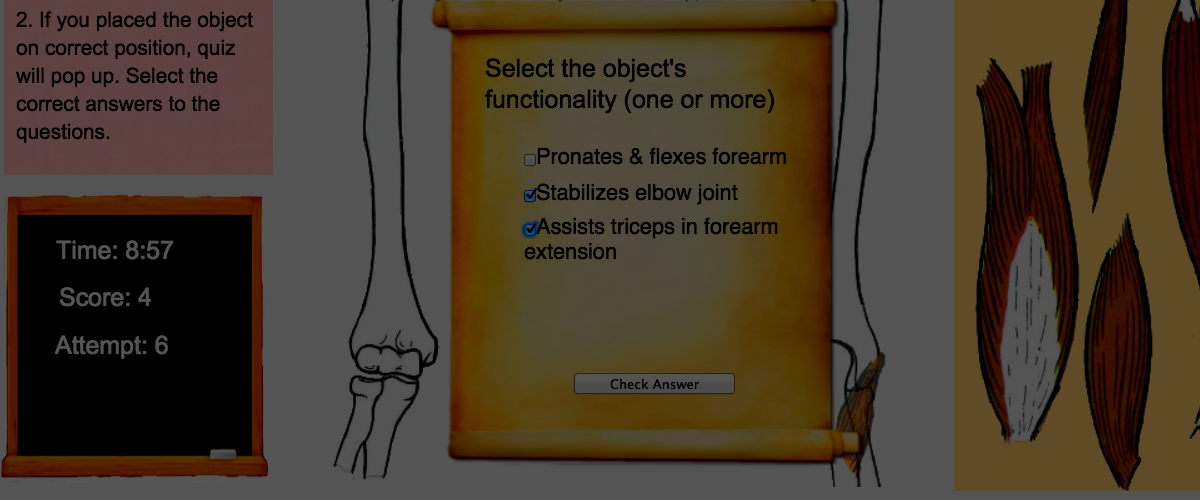 2. If you placed the object
on correct position, quiz
will pop up. Select the
correct answers to the
questions.
Time: 8:57
Score: 4
Attempt: 6
Select the object's
functionality (one or more)
Pronates & flexes forearm
Stabilizes elbow joint
Assists triceps in forearm
extension
Check Answer